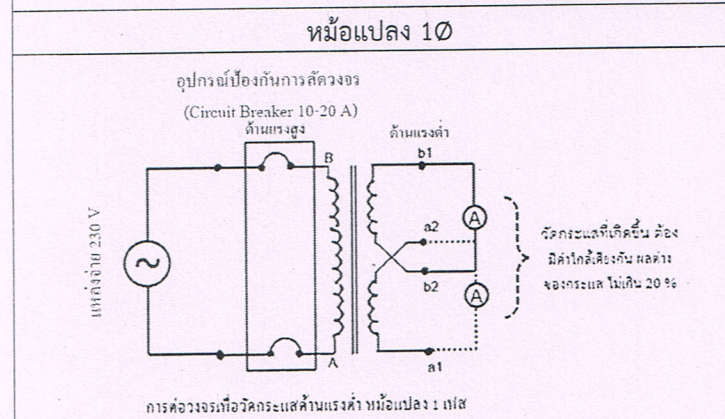 หม้อแปลง 1Ø
อุปกรณ์ป้องกันการลัดวงจร
(Circuit Breaker 10-20 A)
ด้านแรงสูง
ด้านแรงต่ำ
B
b1
A
a2
แหล่งจ่าย 230 V
วัดกระแสที่เกิดขึ้น ต้อง
มีค่าใกล้เคียงกัน ผลต่าง
ของกระแส ไม่เกิน 20 %
b2
A
A
a1
การต่อวงจรเพื่อวัดกระแสด้านแรงต่ำ หม้อแปลง 1 เฟส